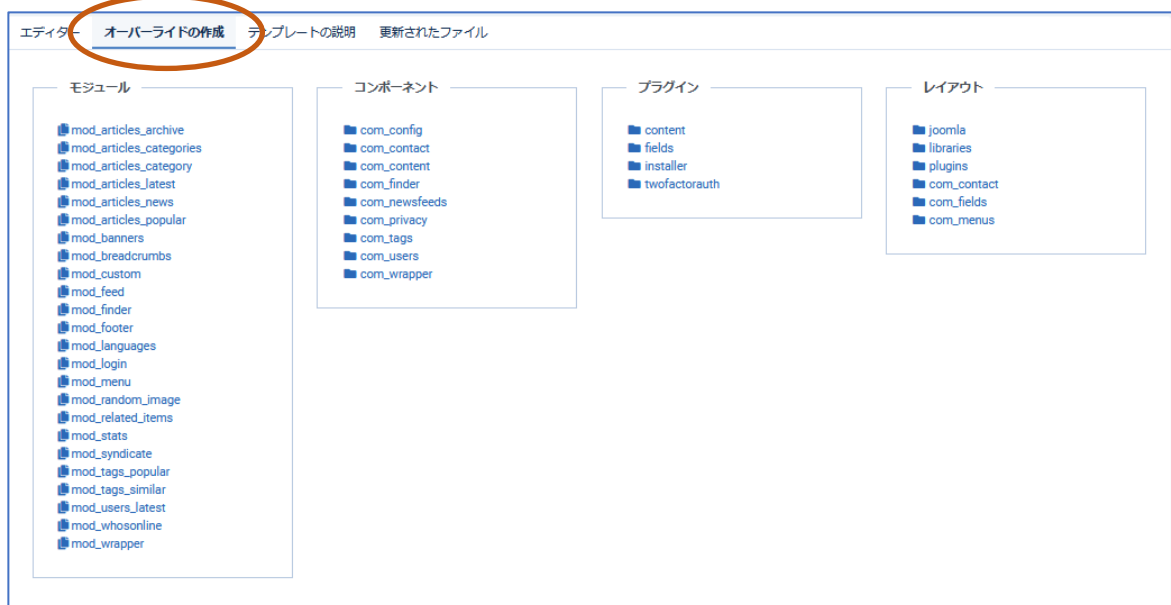 エディター オーバーライドの作成 テンプレートの説明 更新されたファイル
モジュール
mod_articles_archive
mod_articles_categories
mod_articles_category
mod_articles_latest
mod_articles_news
mod_articles_popular
mod_banners
mod_breadcrumbs
mod_custom
mod_feed
mod_finder
mod_footer
mod_languages
mod_login
mod_menu
mod_random_image
mod_related_items
mod_stats
mod_syndicate
mod_tags_popular
mod_tags_similar
mod_users_latest
mod_whosonline
mod_wrapper
コンポーネント
com_config
com_contact
com_content
com_finder
com_newsfeeds
com_privacy
com_tags
com_users
com_wrapper
プラグイン
content
fields
installer
twofactorauth
レイアウト
joomla
libraries
plugins
com_contact
com_fields
com_menus